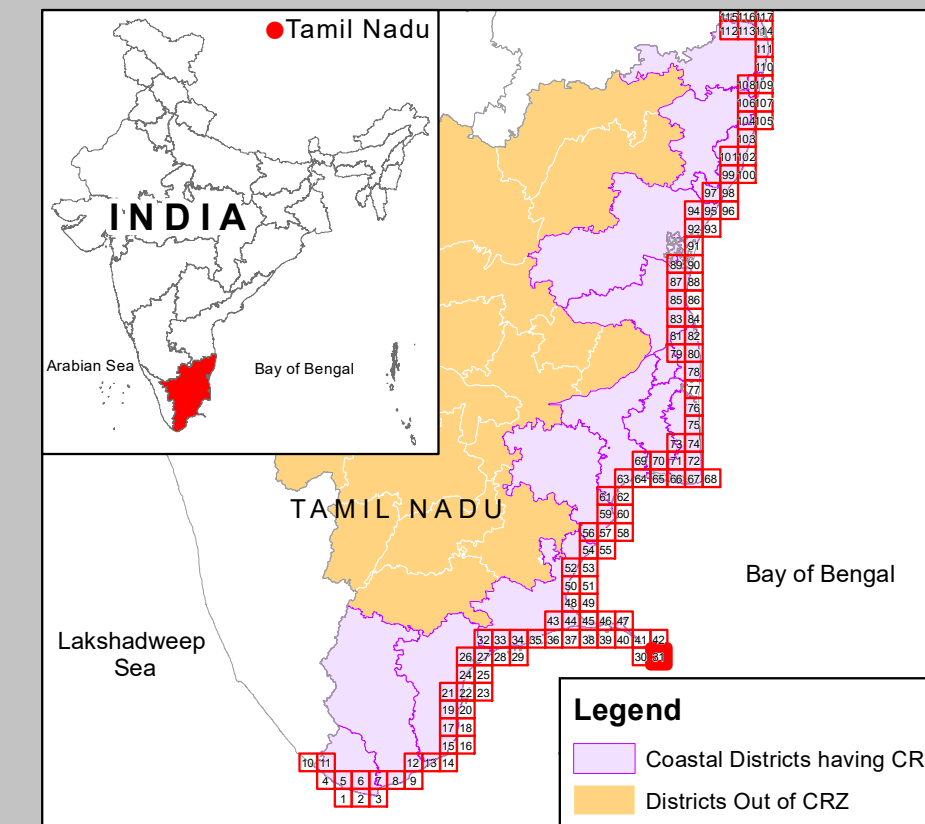 Tamil Nadu
INDIA
Arabian Sea
Bay of Bengal
115 116 117
112 113 114
111
110
108 109
106 107
104 105
103
101 102
99 100
97 98
94 95 96
92 93
91
89 90
87 88
85 86
83 84
81 82
79 80
78
77
76
75
73 74
69 70 71 72
63 64 65 66 67 68
61 62
TAMIL NADU
59 60
56 57 58
54 55
52 53
Bay of Bengal
50 51
48 49
43 44 45 46 47
Lakshadweep
Sea
32 33 34 35 36 37 38 39 40 41 42
26 27 28 29 30 31
24 25
21 22 23
19 20
17 18
15 16
10 11 12 13 14
4 5 6 7 8 9
1 2 3
Legend
Coastal Districts having CR
Districts Out of CRZ